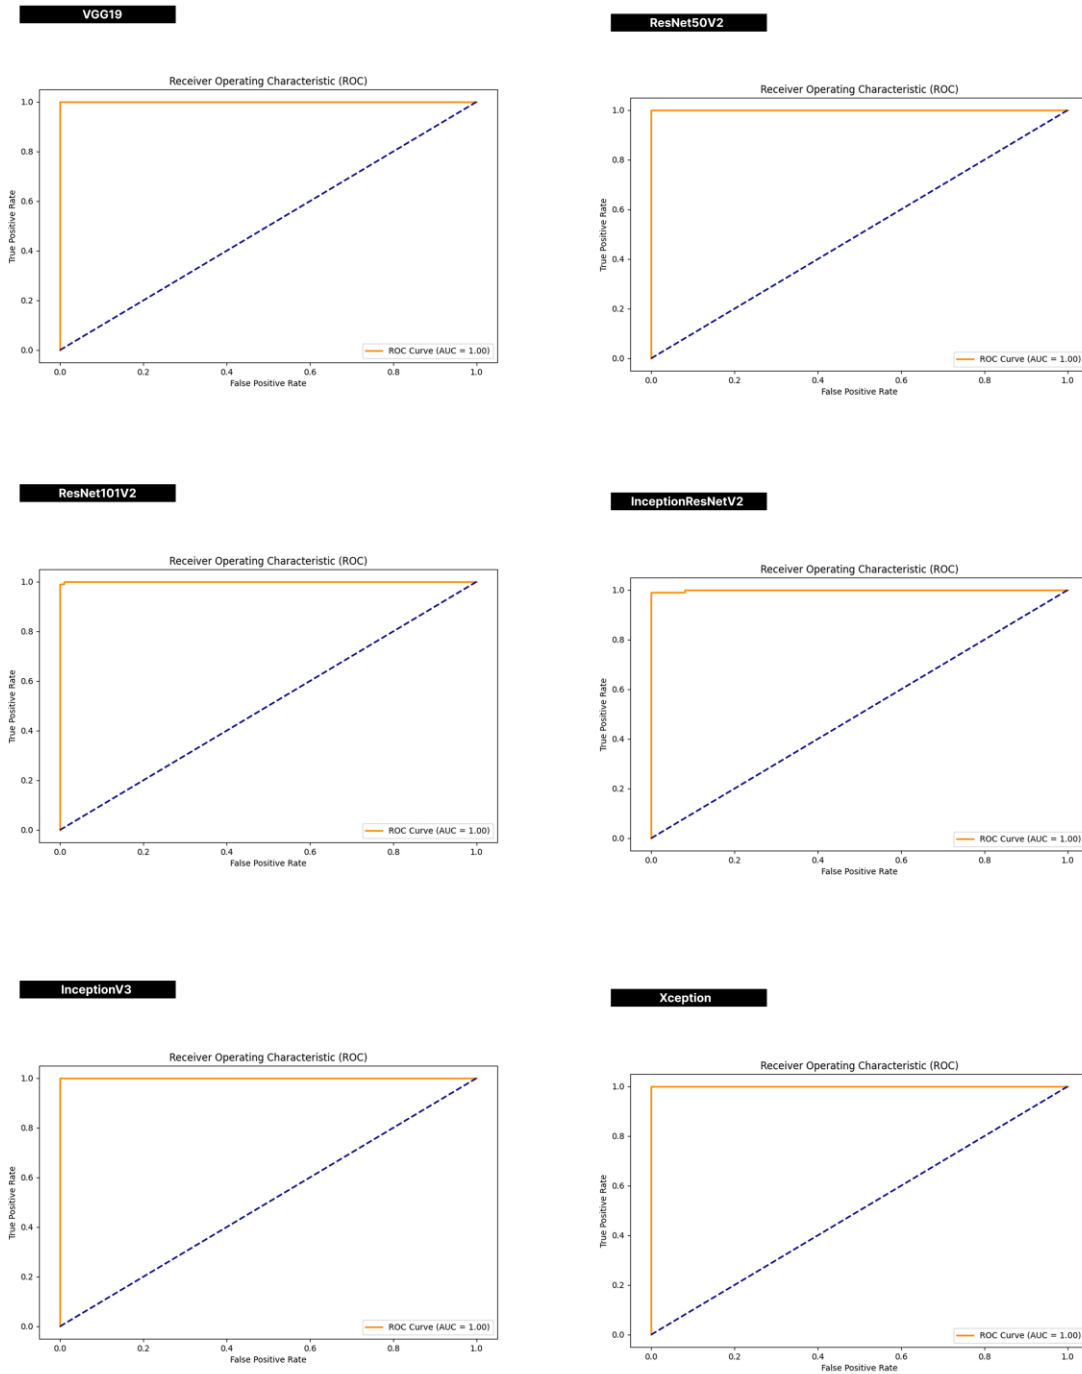 VGG19
Receiver Operating Characteristic (ROC)
1.0
0.8
0.6
0.4
0.2
0.0
True Positive Rate
ROC Curve (AUC = 1.00)
0.0 0.2 0.4 0.6 0.8 1.0
False Positive Rate
ResNet50V2
Receiver Operating Characteristic (ROC)
1.0
0.8
0.6
0.4
0.2
0.0
True Positive Rate
ROC Curve (AUC = 1.00)
0.0 0.2 0.4 0.6 0.8 1.0
False Positive Rate
ResNet101V2
Receiver Operating Characteristic (ROC)
1.0
0.8
0.6
0.4
0.2
0.0
True Positive Rate
ROC Curve (AUC = 1.00)
0.0 0.2 0.4 0.6 0.8 1.0
False Positive Rate
InceptionResNetV2
Receiver Operating Characteristic (ROC)
1.0
0.8
0.6
0.4
0.2
0.0
True Positive Rate
ROC Curve (AUC = 1.00)
0.0 0.2 0.4 0.6 0.8 1.0
False Positive Rate
InceptionV3
Receiver Operating Characteristic (ROC)
1.0
0.8
0.6
0.4
0.2
0.0
True Positive Rate
ROC Curve (AUC = 1.00)
0.0 0.2 0.4 0.6 0.8 1.0
False Positive Rate
Xception
Receiver Operating Characteristic (ROC)
1.0
0.8
0.6
0.4
0.2
0.0
True Positive Rate
ROC Curve (AUC = 1.00)
0.0 0.2 0.4 0.6 0.8 1.0
False Positive Rate